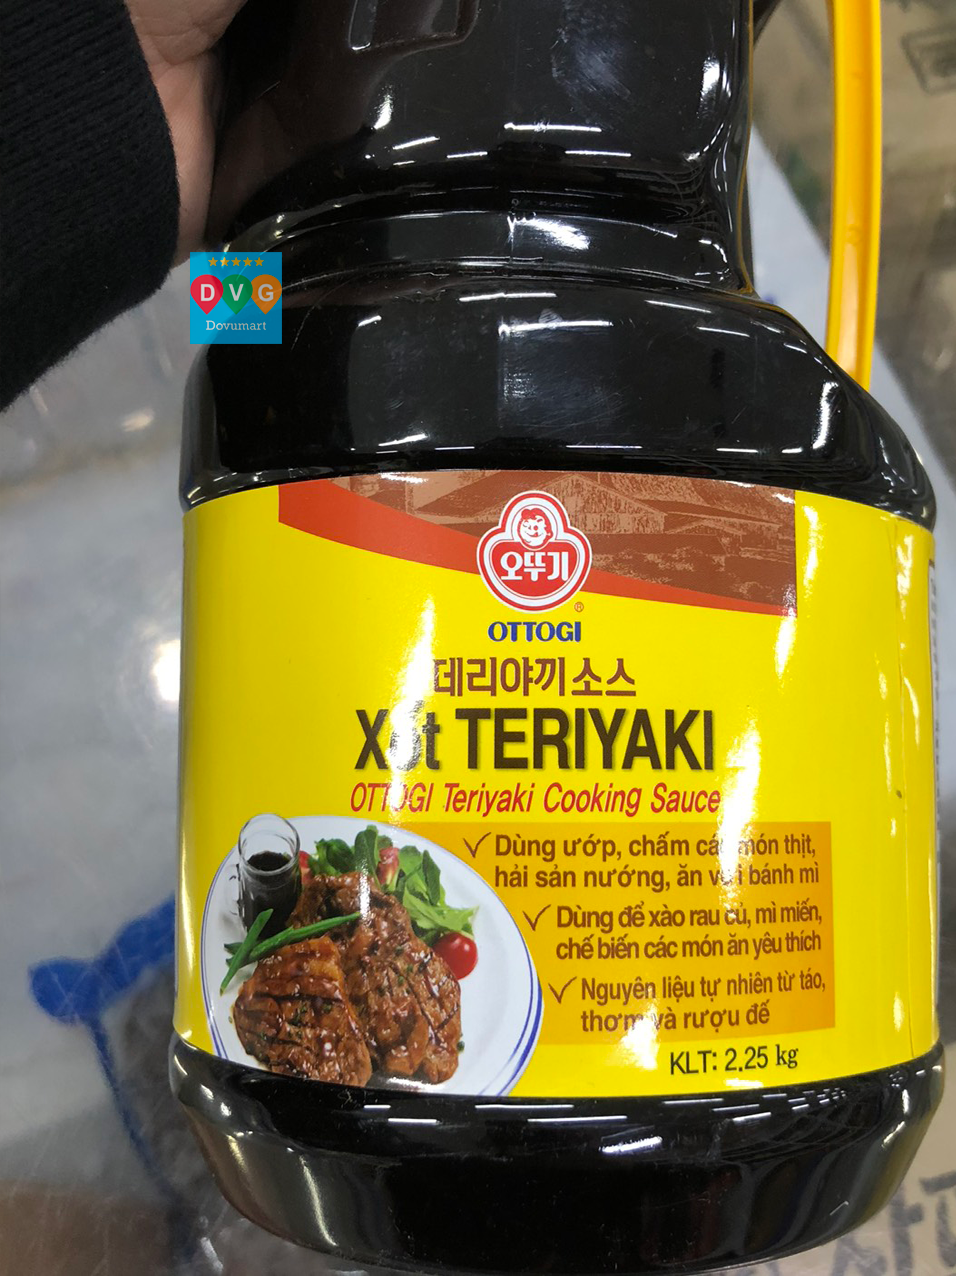 DVG
Dovumart
오뚜기
®
OTTOGI
데리야끼소스
Xốt TERIYAKI
OTTOGI Teriyaki Cooking Sauce
Dùng ướp, chấm các món thịt,
hải sản nướng, ăn với bánh mì
Dùng để xào rau củ, mì miến,
chế biến các món ăn yêu thích
Nguyên liệu tự nhiên từ táo,
thơm và rượu đế
KLT: 2.25 kg